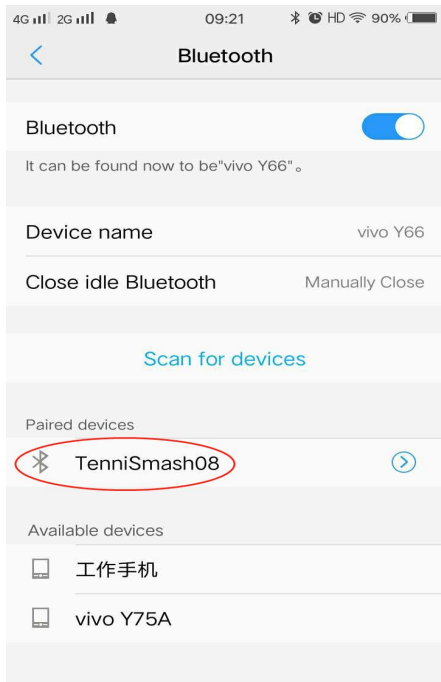 4G 2G 09:21 HD 90%
Bluetooth
Bluetooth
It can be found now to be"vivo Y66"。
Device name vivo Y66
Close idle Bluetooth Manually Close
Scan for devices
Paired devices
TenniSmash08
Available devices
工作手机
vivo Y75A